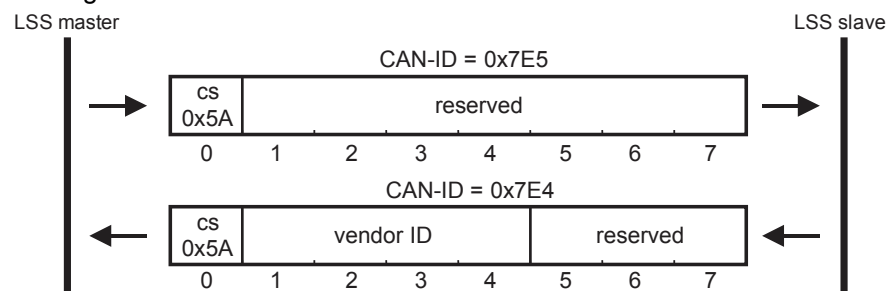 LSS master LSS slave
CAN-ID = 0x7E5
cs
0x5A
reserved
0 1 2 3 4 5 6 7
CAN-ID = 0x7E4
cs
0x5A
vendor ID
reserved
0 1 2 3 4 5 6 7